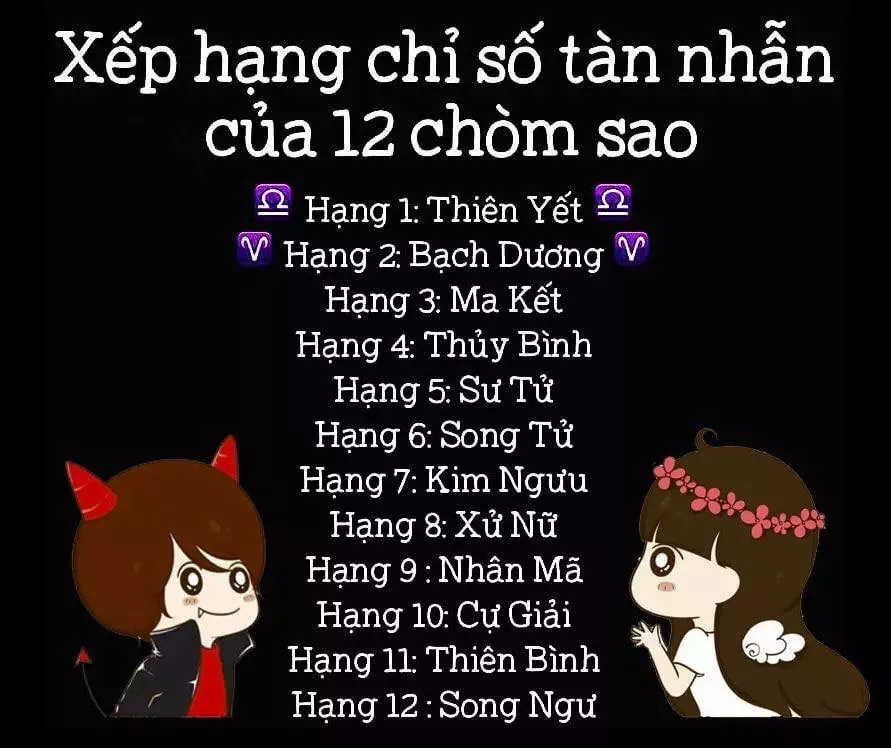 Xếp hạng chỉ số tàn nhẫn
của 12 chòm sao
♎ Hạng 1: Thiên Yết ♎
♈ Hạng 2: Bạch Dương ♈
Hạng 3: Ma Kết
Hạng 4: Thủy Bình
Hạng 5: Sư Tử
Hạng 6: Song Tử
Hạng 7: Kim Ngưu
Hạng 8: Xử Nữ
Hạng 9 : Nhân Mã
Hạng 10: Cự Giải
Hạng 11: Thiên Bình
Hạng 12 : Song Ngư